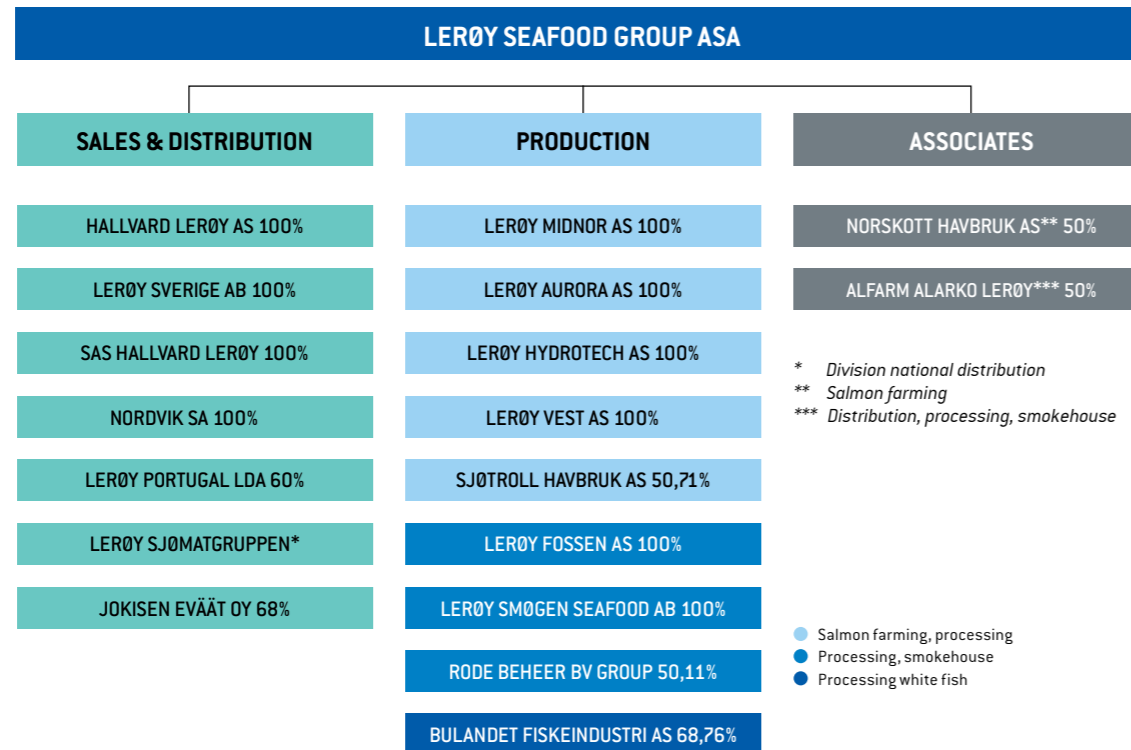 LERØY SEAFOOD GROUP ASA
SALES & DISTRIBUTION
HALLVARD LERØY AS 100%
LERØY SVERIGE AB 100%
SAS HALLVARD LERØY 100%
NORDVIK SA 100%
LERØY PORTUGAL LDA 60%
LERØY SJØMATGRUPPEN*
JOKISEN EVÄÄT OY 68%
PRODUCTION
LERØY MIDNOR AS 100%
LERØY AURORA AS 100%
LERØY HYDROTECH AS 100%
LERØY VEST AS 100%
SJØTROLL HAVBRUK AS 50,71%
LERØY FOSSEN AS 100%
LERØY SMØGEN SEAFOOD AB 100%
RODE BEHEER BV GROUP 50,11%
BULANDET FISKEINDUSTRI AS 68,76%
ASSOCIATES
NORSKOTT HAVBRUK AS** 50%
ALFARM ALARKO LERØY*** 50%
* Division national distribution
** Salmon farming
*** Distribution, processing, smokehouse
Salmon farming, processing
Processing, smokehouse
Processing white fish